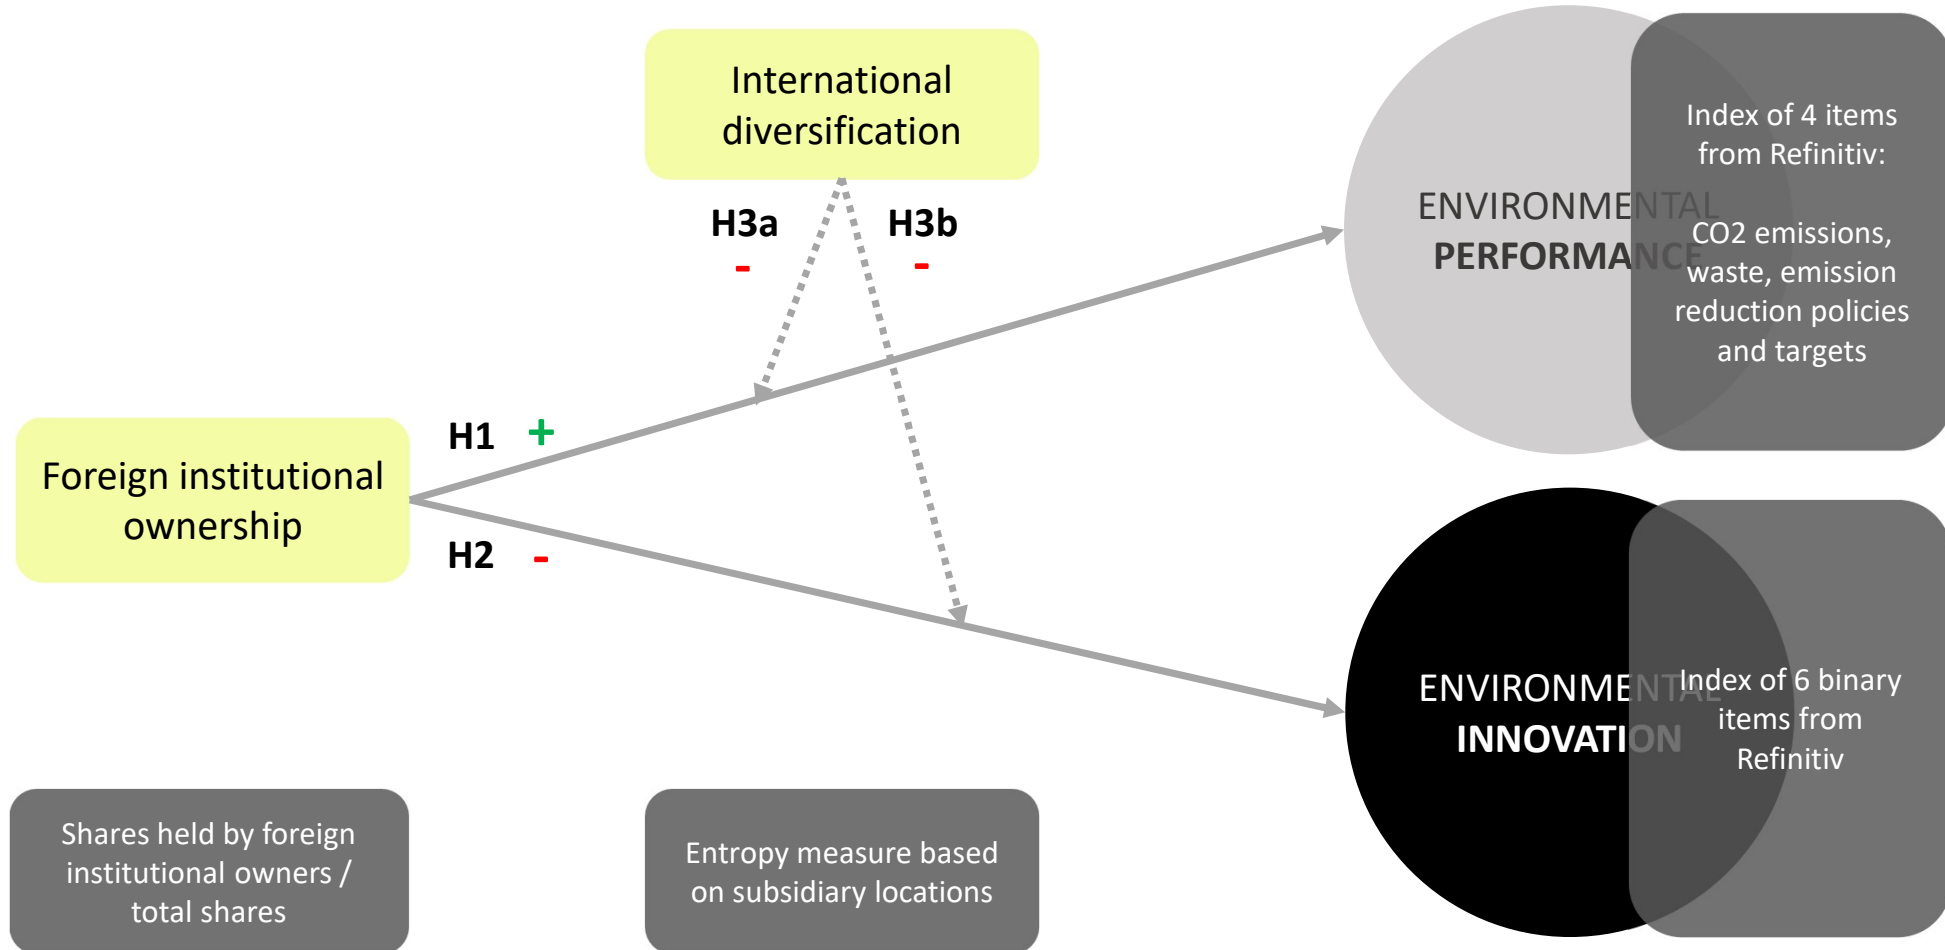 International
diversification
H3a
H3b
-
-
ENVIRONMENTAL
PERFORMANCE
Index of 4 items
from Refinitiv:
CO2 emissions,
waste, emission
reduction policies
and targets
H1 +
Foreign institutional
ownership
H2 -
ENVIRONMENTAL
INNOVATION
Index of 6 binary
items from
Refinitiv
Shares held by foreign
institutional owners /
total shares
Entropy measure based
on subsidiary locations